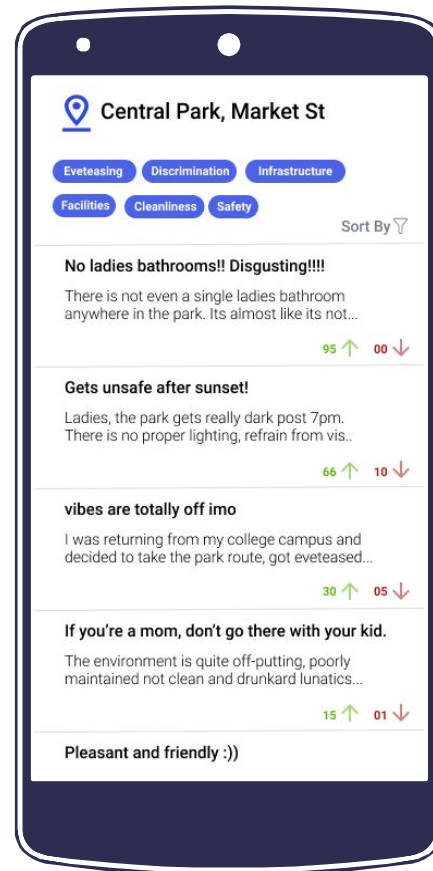 Central Park, Market St
Eveteasing Discrimination Infrastructure
Facilities Cleanliness Safety
Sort By
No ladies bathrooms!! Disgusting!!!!
There is not even a single ladies bathroom
anywhere in the park. Its almost like its not...
95 00
Gets unsafe after sunset!
Ladies, the park gets really dark post 7pm.
There is no proper lighting, refrain from vis..
66 10
vibes are totally off imo
I was returning from my college campus and
decided to take the park route, got eveteased...
30 05
If you're a mom, don't go there with your kid.
The environment is quite off-putting, poorly
maintained not clean and drunkard lunatics...
15 01
Pleasant and friendly :))